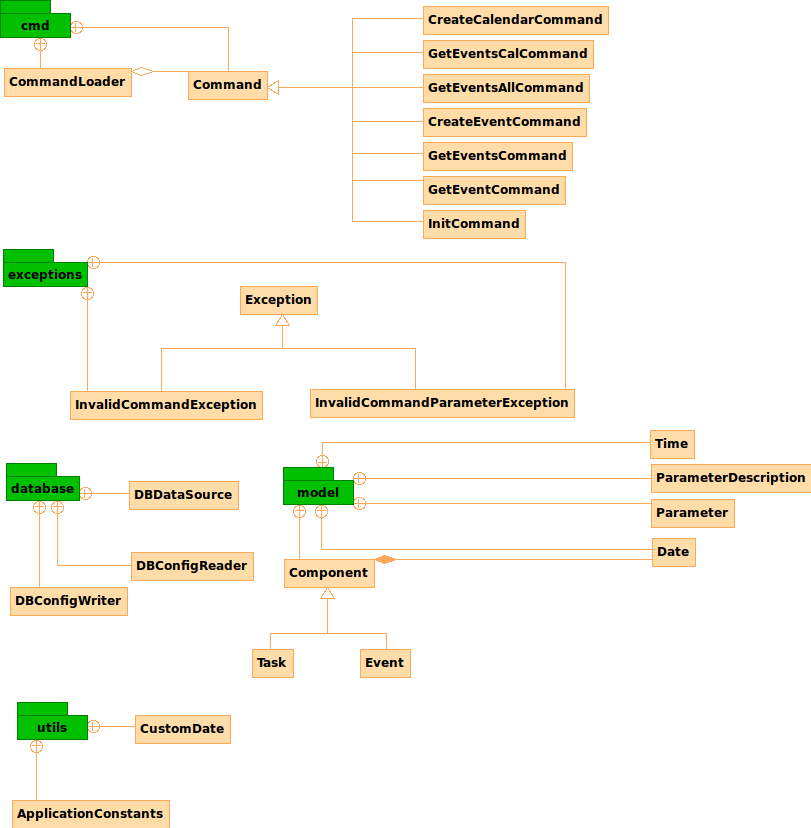 cmd
CommandLoader
Command
CreateCalendarCommand
GetEventsCalCommand
GetEventsAllCommand
CreateEventCommand
GetEventsCommand
GetEventCommand
InitCommand
exceptions
Exception
InvalidCommandException
InvalidCommandParameterException
database
DBDataSource
DBConfigReader
DBConfigWriter
model
Time
ParameterDescription
Parameter
Date
Component
Task
Event
utils
CustomDate
ApplicationConstants